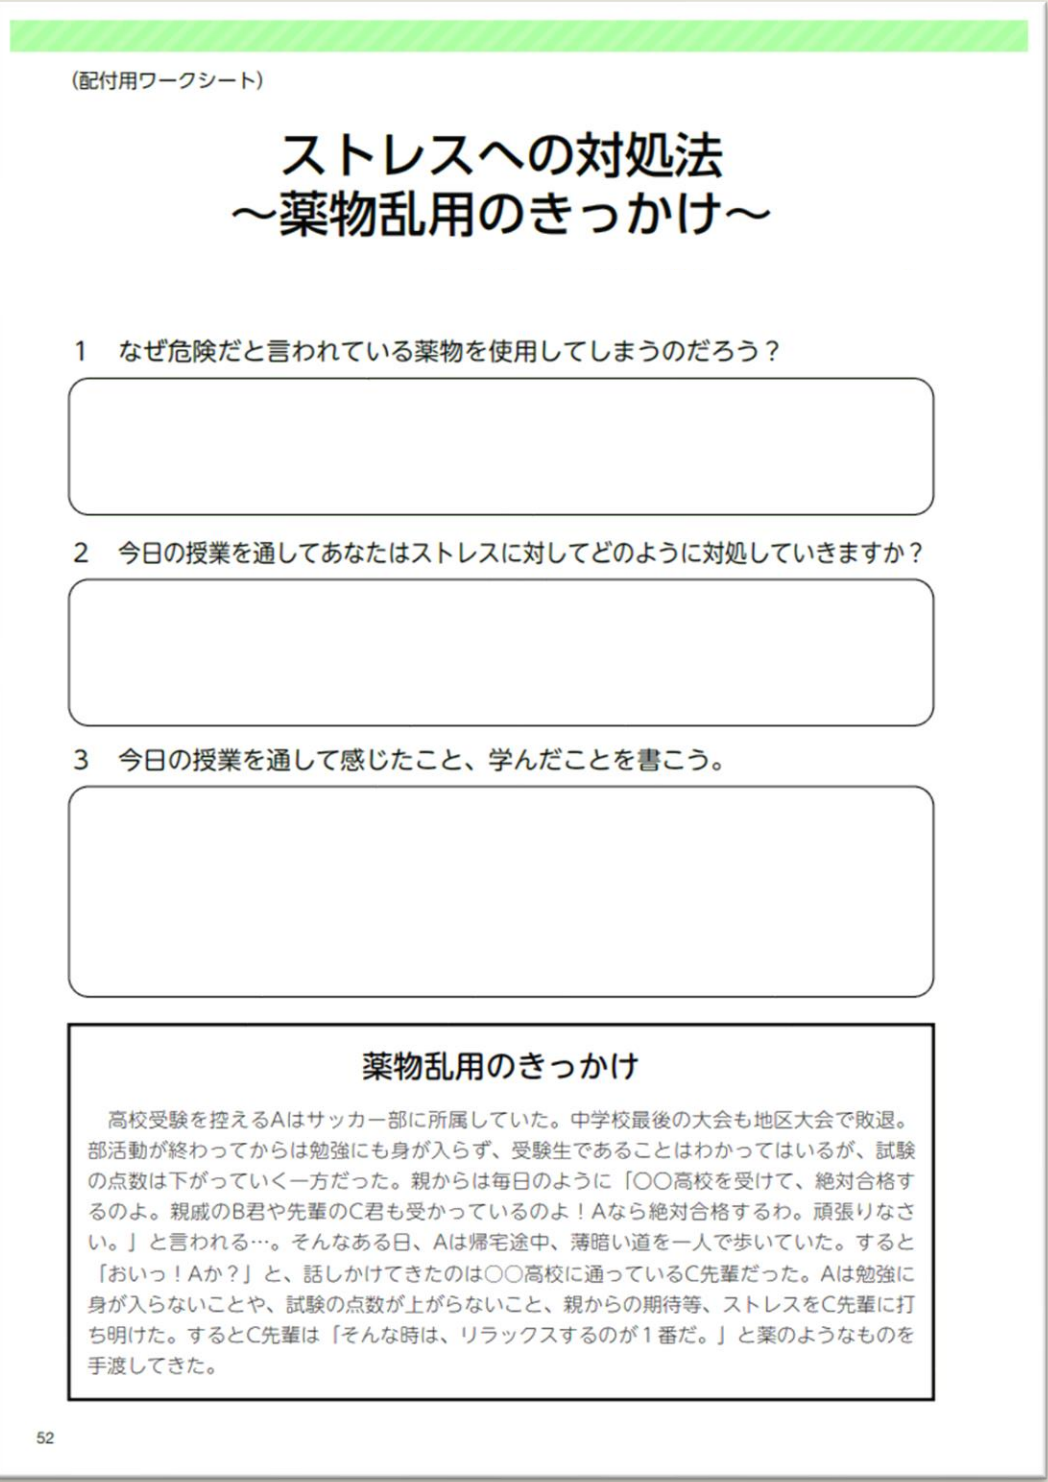 （配付用ワークシート）
ストレスへの対処法
～薬物乱用のきっかけ～
1　なぜ危険だと言われている薬物を使用してしまうのだろう？
2　今日の授業を通してあなたはストレスに対してどのように対処していきますか？
3　今日の授業を通して感じたこと、学んだことを書こう。
薬物乱用のきっかけ
　高校受験を控えるAはサッカー部に所属していた。中学校最後の大会も地区大会で敗退。
部活動が終わってからは勉強にも身が入らず、受験生であることはわかってはいるが、試験
の点数は下がっていく一方だった。親からは毎日のように「〇〇高校を受けて、絶対合格す
るのよ。親戚のB君や先輩のC君も受かっているのよ！Aなら絶対合格するわ。頑張りなさ
い。」と言われる…。そんなある日、Aは帰宅途中、薄暗い道を一人で歩いていた。すると
「おいっ！Aか？」と、話しかけてきたのは〇〇高校に通っているC先輩だった。Aは勉強に
身が入らないことや、試験の点数が上がらないこと、親からの期待等、ストレスをC先輩に打
ち明けた。するとC先輩は「そんな時は、リラックスするのが１番だ。」と薬のようなものを
手渡してきた。
52